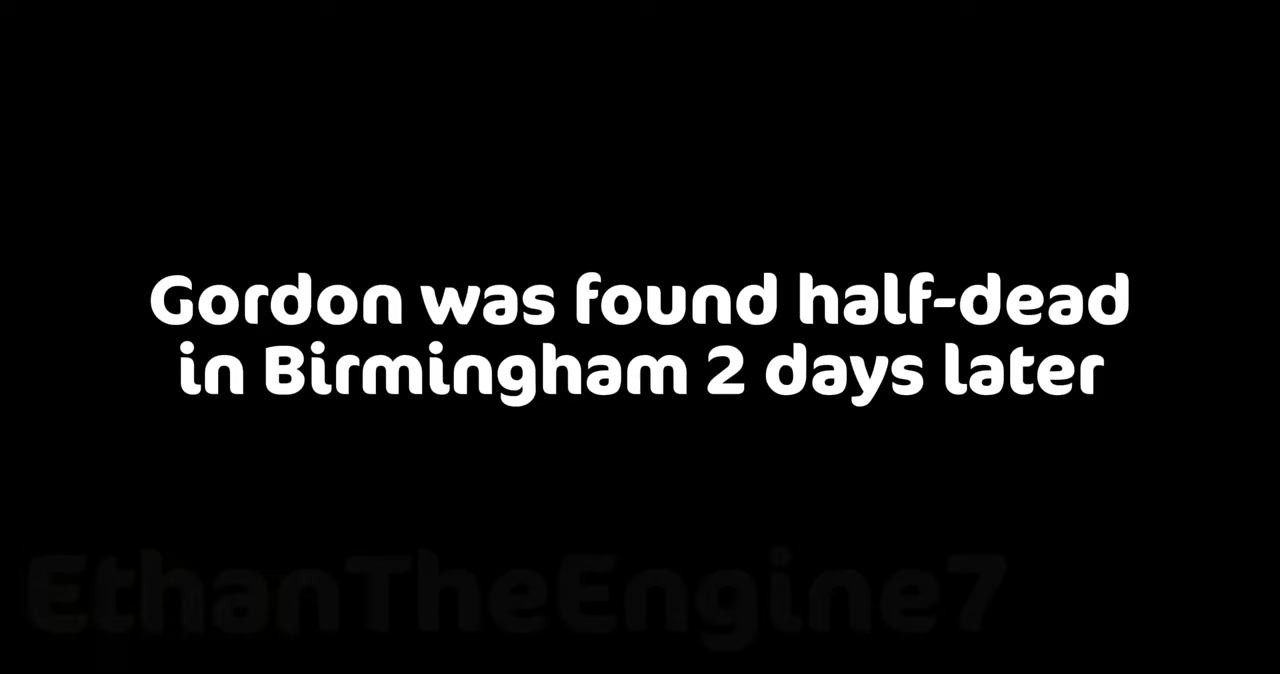 Gordon was found half-dead
in Birmingham 2 days later
EthanTheEngine7